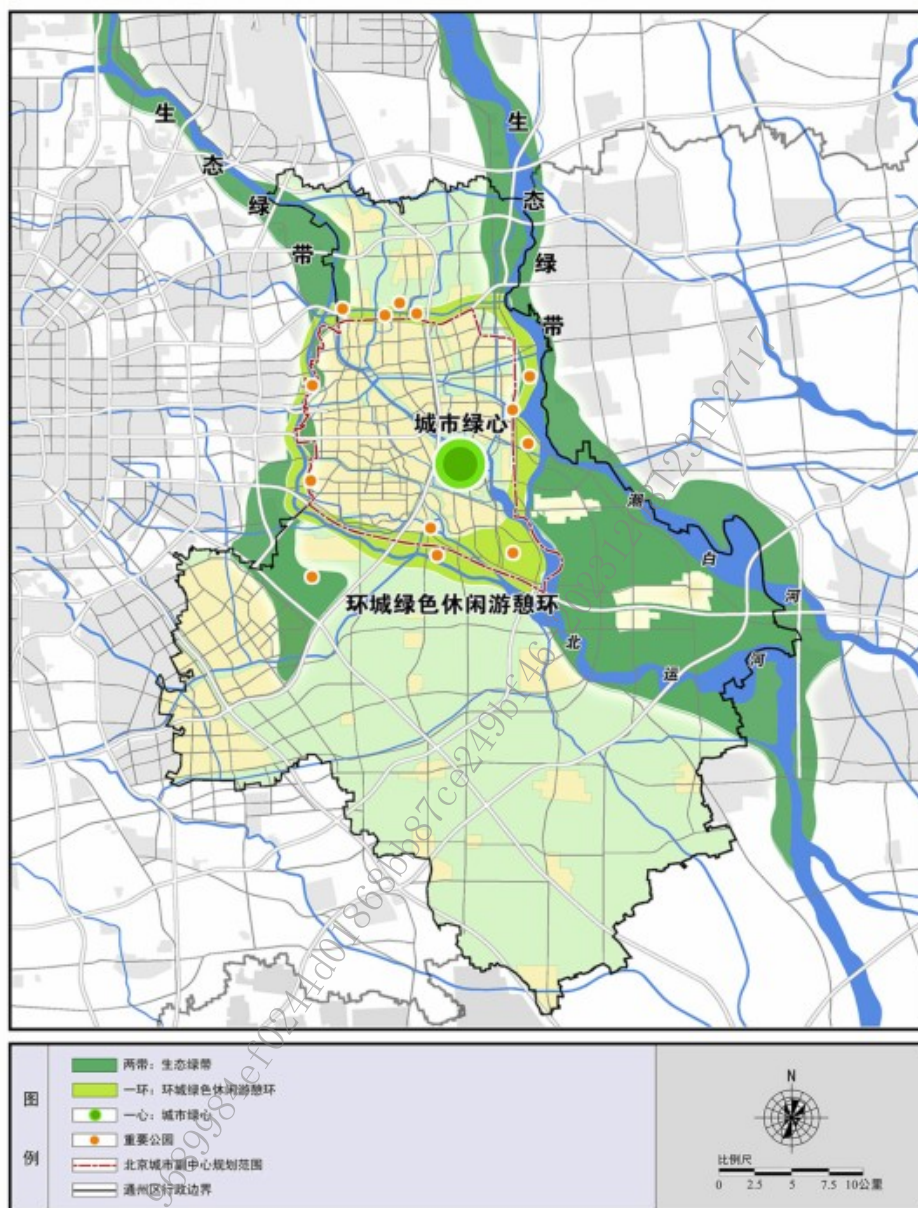 生态绿带
生态绿带
城市绿心
潮白河
环城绿色休闲游憩环
北运河
图例
两带：生态绿带
一环：环城绿色休闲游憩环
一心：城市绿心
重要公园
北京城市副中心规划范围
通州区行政边界
N
比例尺
0 2.5 5 7.5 10公里